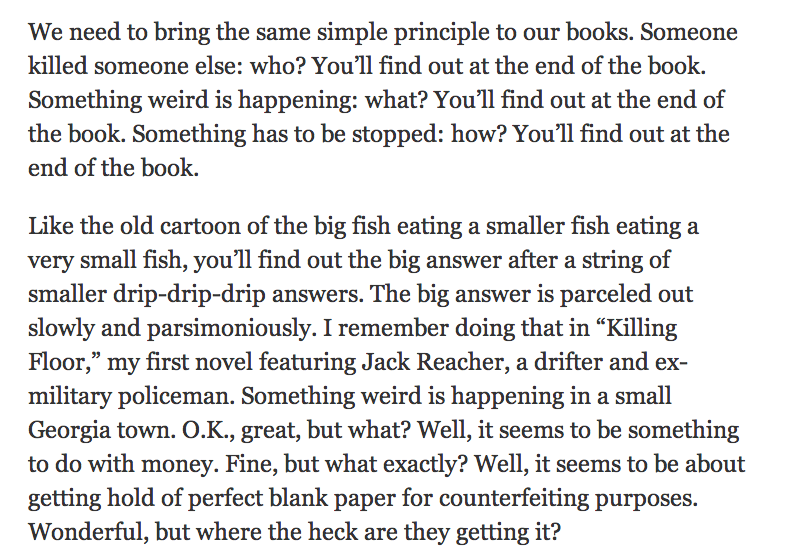 We need to bring the same simple principle to our books. Someone
killed someone else: who? You’ll find out at the end of the book.
Something weird is happening: what? You’ll find out at the end of
the book. Something has to be stopped: how? You’ll find out at the
end of the book.
Like the old cartoon of the big fish eating a smaller fish eating a
very small fish, you’ll find out the big answer after a string of
smaller drip-drip-drip answers. The big answer is parceled out
slowly and parsimoniously. I remember doing that in “Killing
Floor,” my first novel featuring Jack Reacher, a drifter and ex-
military policeman. Something weird is happening in a small
Georgia town. O.K., great, but what? Well, it seems to be something
to do with money. Fine, but what exactly? Well, it seems to be about
getting hold of perfect blank paper for counterfeiting purposes.
Wonderful, but where the heck are they getting it?